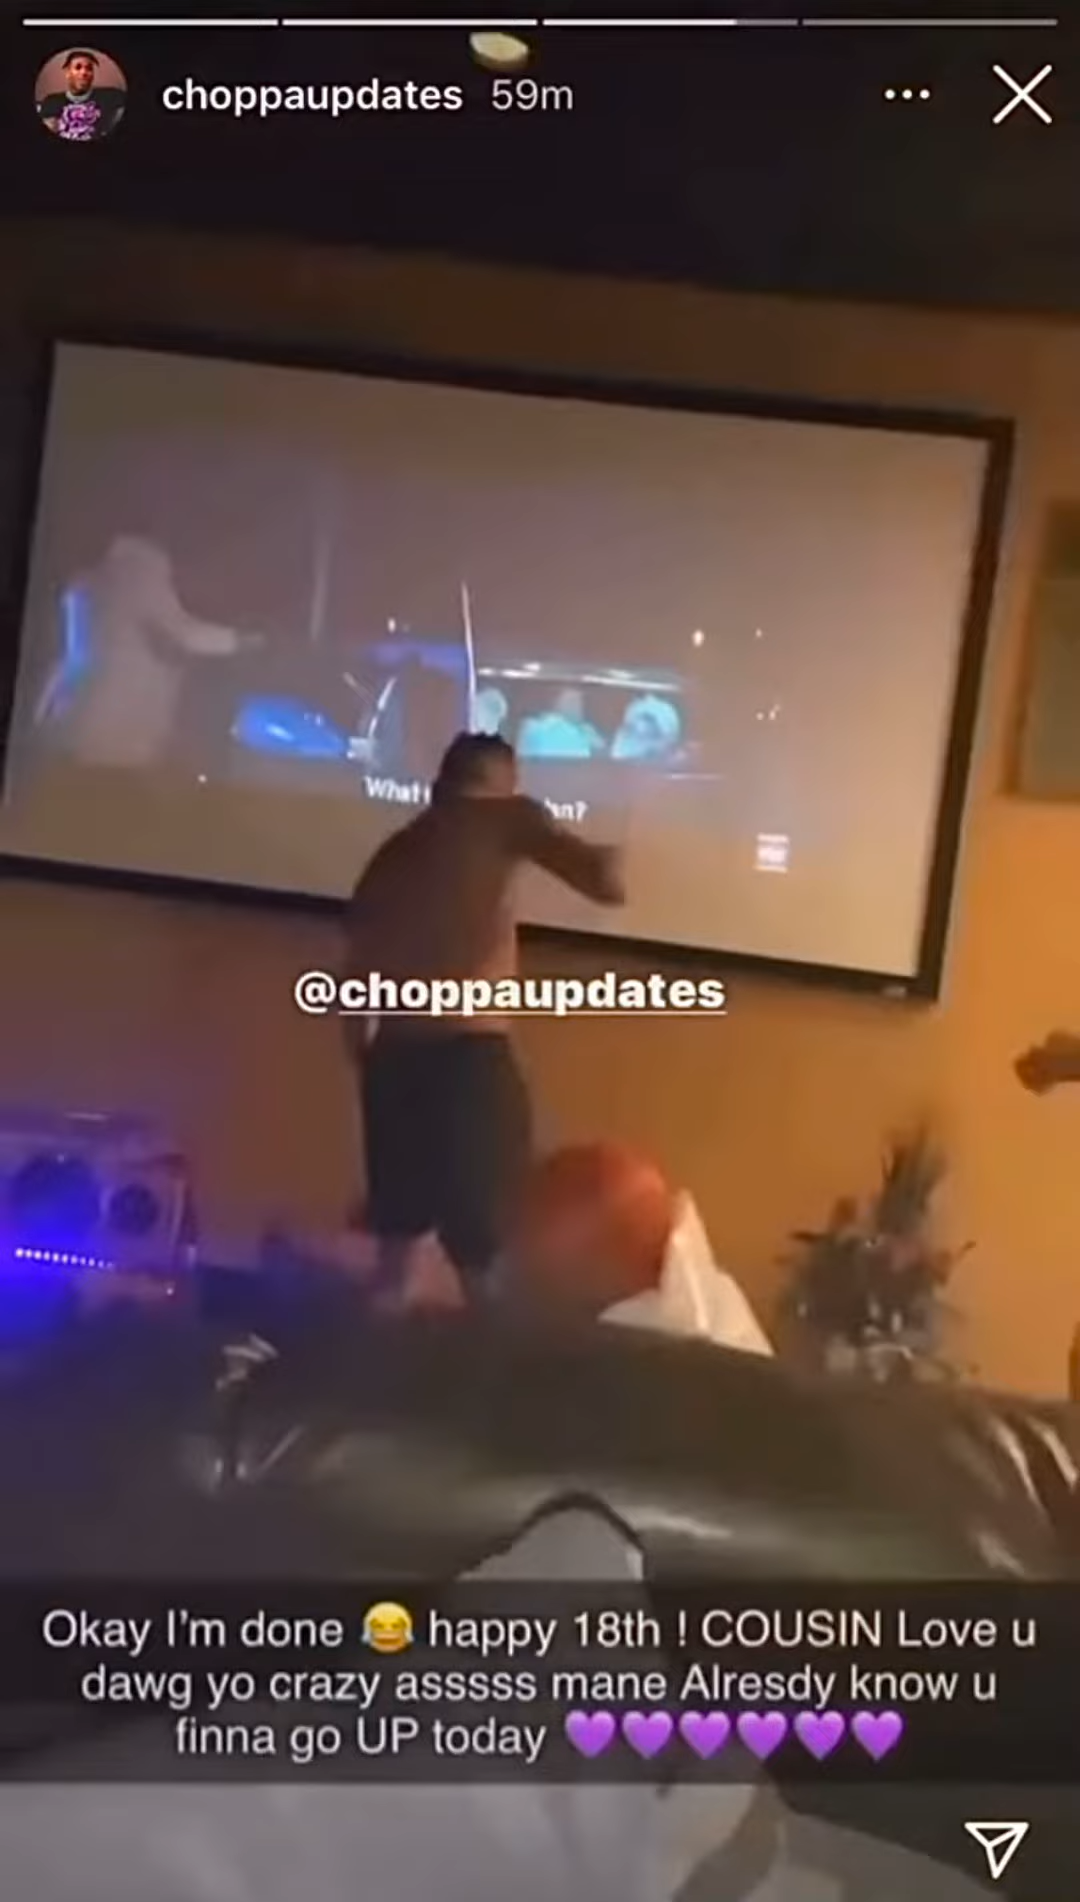 choppaupdates 59m
What
@choppaupdates
Okay I'm done 😂 happy 18th ! COUSIN Love u
dawg yo crazy asssss mane Alresdy know u
finna go UP today 💜💜💜💜💜💜